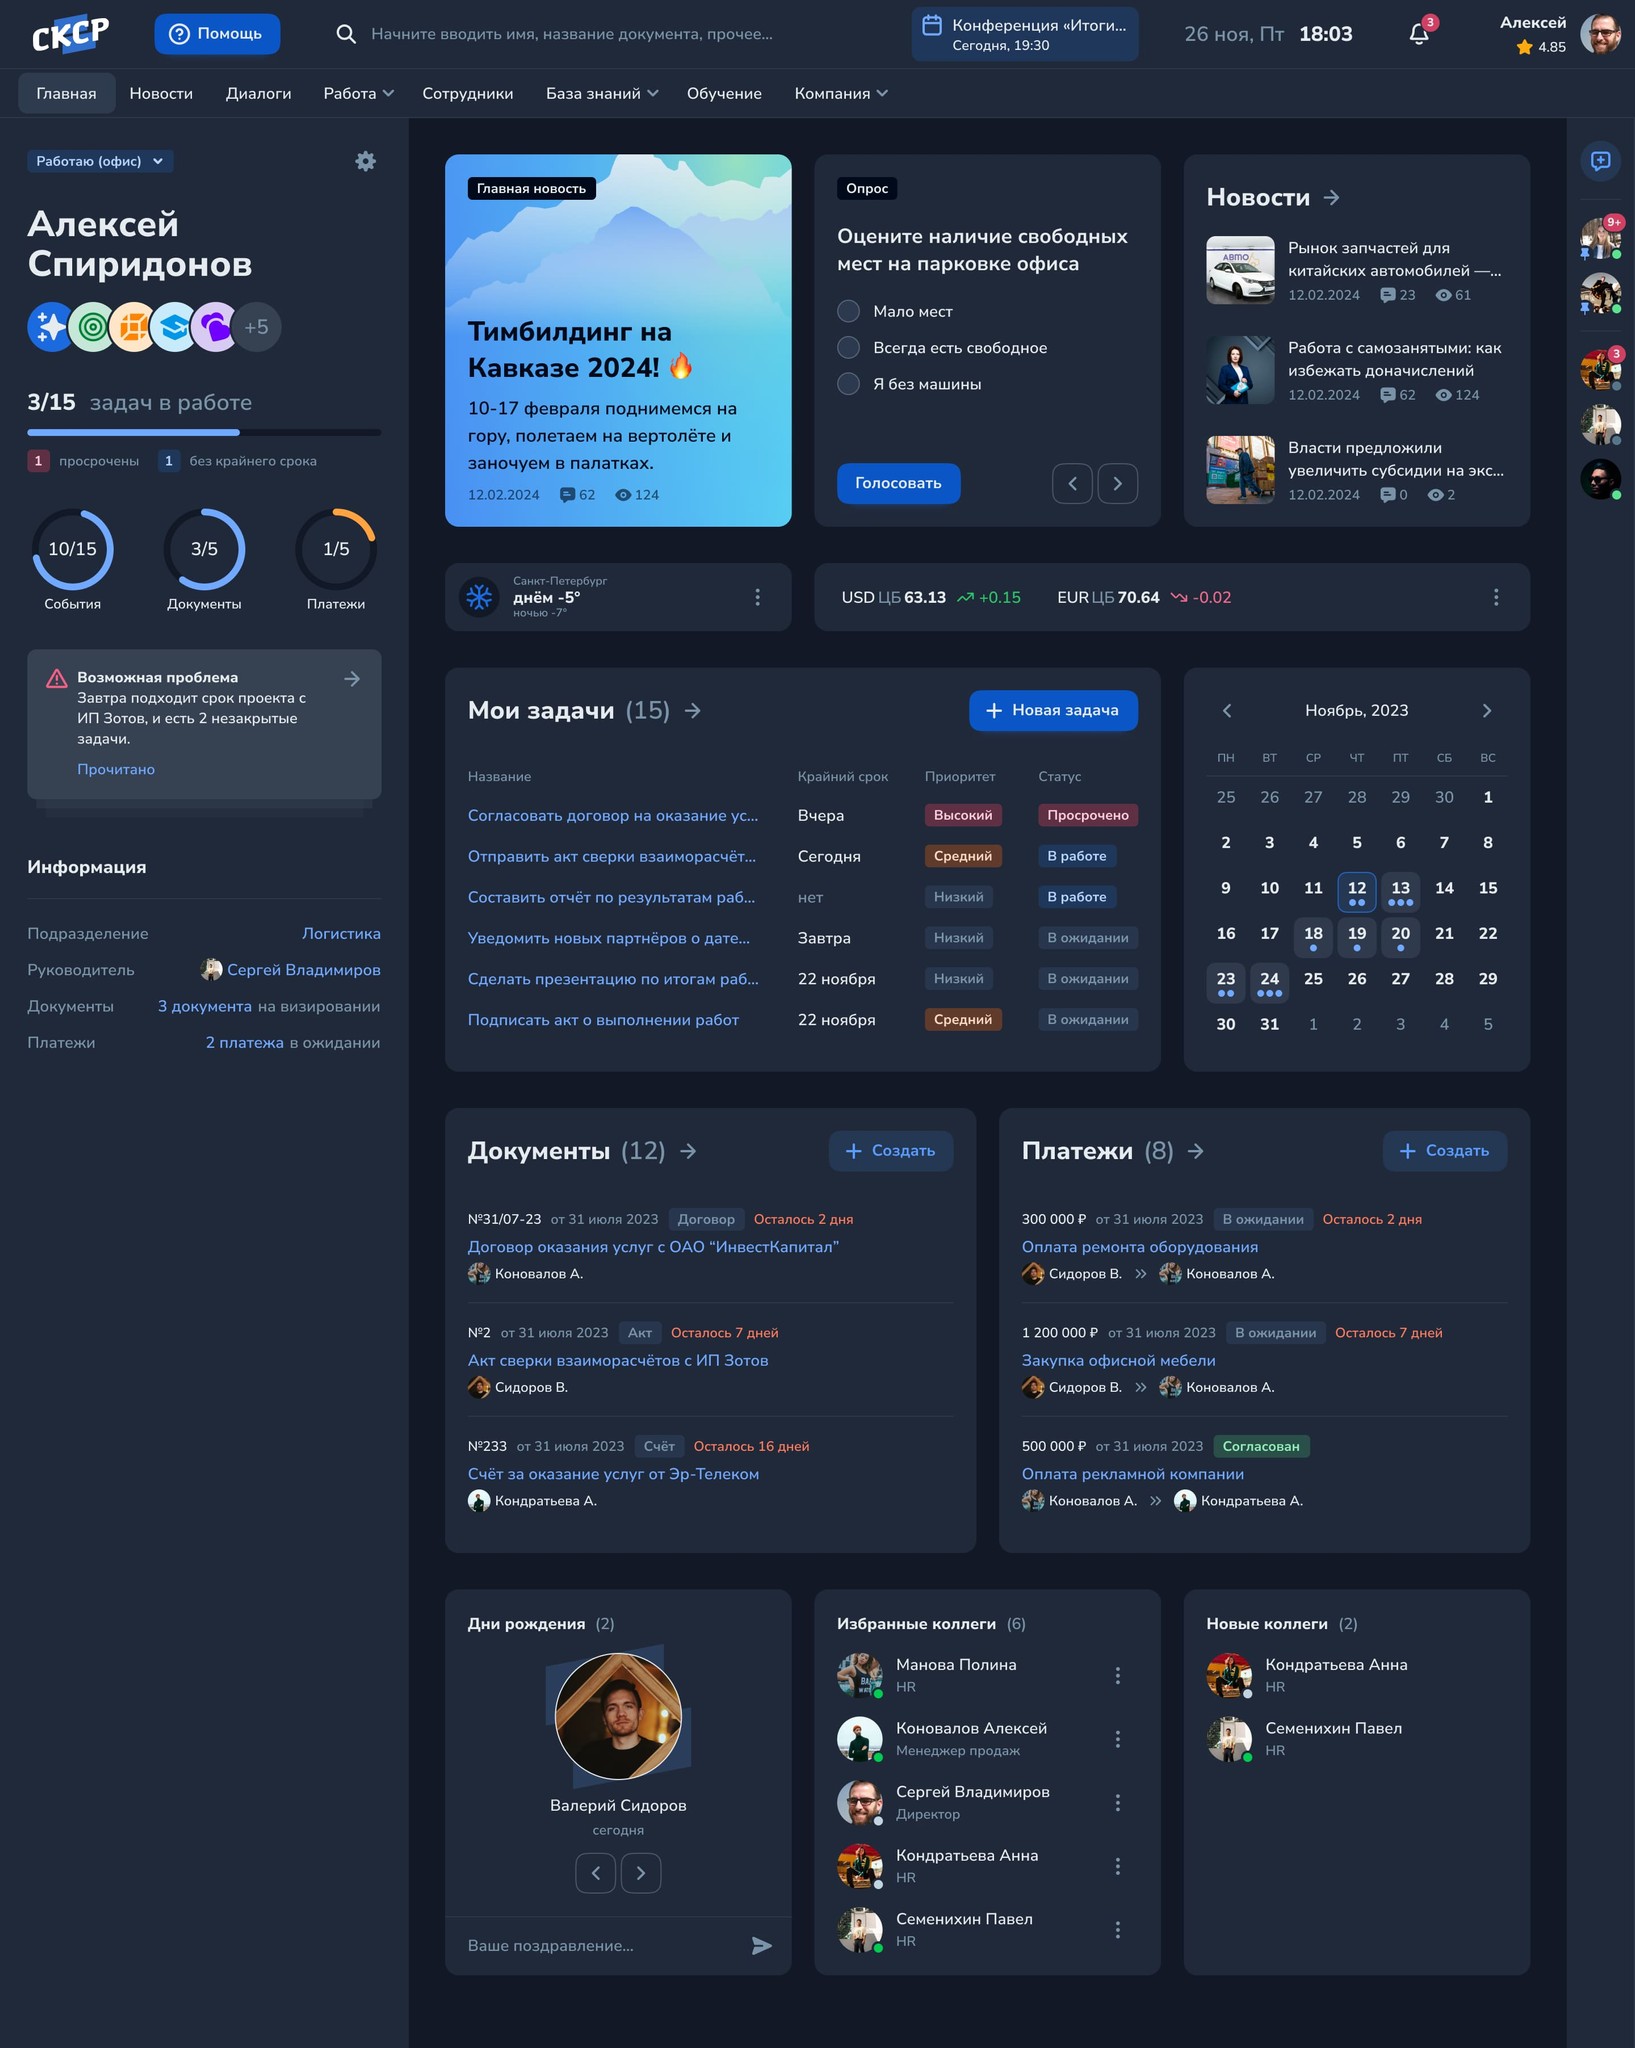 СКСР
Помощь
Начните вводить имя, название документа, прочее...
Конференция «Итоги...
Сегодня, 19:30
26 ноя, Пт 18:03
3
Алексей
4.85
Главная
Новости
Диалоги
Работа
Сотрудники
База знаний
Обучение
Компания
Работаю (офис)
Алексей
Спиридонов
+5
3/15 задач в работе
1 просрочены 1 без крайнего срока
10/15 3/5 1/5
События Документы Платежи
Возможная проблема
Завтра подходит срок проекта с
ИП Зотов, и есть 2 незакрытые
задачи.
Прочитано
Информация
Подразделение Логистика
Руководитель Сергей Владимиров
Документы 3 документа на визировании
Платежи 2 платежа в ожидании
Главная новость
Тимбилдинг на
Кавказе 2024! 🔥
10-17 февраля поднимемся на
гору, полетаем на вертолёте и
заночуем в палатках.
12.02.2024 62 124
Опрос
Оцените наличие свободных
мест на парковке офиса
Мало мест
Всегда есть свободное
Я без машины
Голосовать
Новости
АВТО
Рынок запчастей для
китайских автомобилей —...
12.02.2024 23 61
Работа с самозанятыми: как
избежать доначислений
12.02.2024 62 124
Власти предложили
увеличить субсидии на экс...
12.02.2024 0 2
9+
3
Санкт-Петербург
днём -5°
ночью -7°
USD ЦБ 63.13 +0.15 EUR ЦБ 70.64 -0.02
Мои задачи (15)
Новая задача
Название Крайний срок Приоритет Статус
Согласовать договор на оказание ус... Вчера Высокий Просрочено
Отправить акт сверки взаиморасчёт... Сегодня Средний В работе
Составить отчёт по результатам раб... нет Низкий В работе
Уведомить новых партнёров о дате... Завтра Низкий В ожидании
Сделать презентацию по итогам раб... 22 ноября Низкий В ожидании
Подписать акт о выполнении работ 22 ноября Средний В ожидании
Ноябрь, 2023
ПН ВТ СР ЧТ ПТ СБ ВС
25 26 27 28 29 30 1
2 3 4 5 6 7 8
9 10 11 12 13 14 15
16 17 18 19 20 21 22
23 24 25 26 27 28 29
30 31 1 2 3 4 5
Документы (12)
Создать
№31/07-23 от 31 июля 2023 Договор Осталось 2 дня
Договор оказания услуг с ОАО “ИнвестКапитал”
Коновалов А.
№2 от 31 июля 2023 Акт Осталось 7 дней
Акт сверки взаиморасчётов с ИП Зотов
Сидоров В.
№233 от 31 июля 2023 Счёт Осталось 16 дней
Счёт за оказание услуг от Эр-Телеком
Кондратьева А.
Платежи (8)
Создать
300 000 ₽ от 31 июля 2023 В ожидании Осталось 2 дня
Оплата ремонта оборудования
Сидоров В. Коновалов А.
1 200 000 ₽ от 31 июля 2023 В ожидании Осталось 7 дней
Закупка офисной мебели
Сидоров В. Коновалов А.
500 000 ₽ от 31 июля 2023 Согласован
Оплата рекламной компании
Коновалов А. Кондратьева А.
Дни рождения (2)
Валерий Сидоров
сегодня
Ваше поздравление...
Избранные коллеги (6)
Манова Полина
HR
Коновалов Алексей
Менеджер продаж
Сергей Владимиров
Директор
Кондратьева Анна
HR
Семенихин Павел
HR
Новые коллеги (2)
Кондратьева Анна
HR
Семенихин Павел
HR